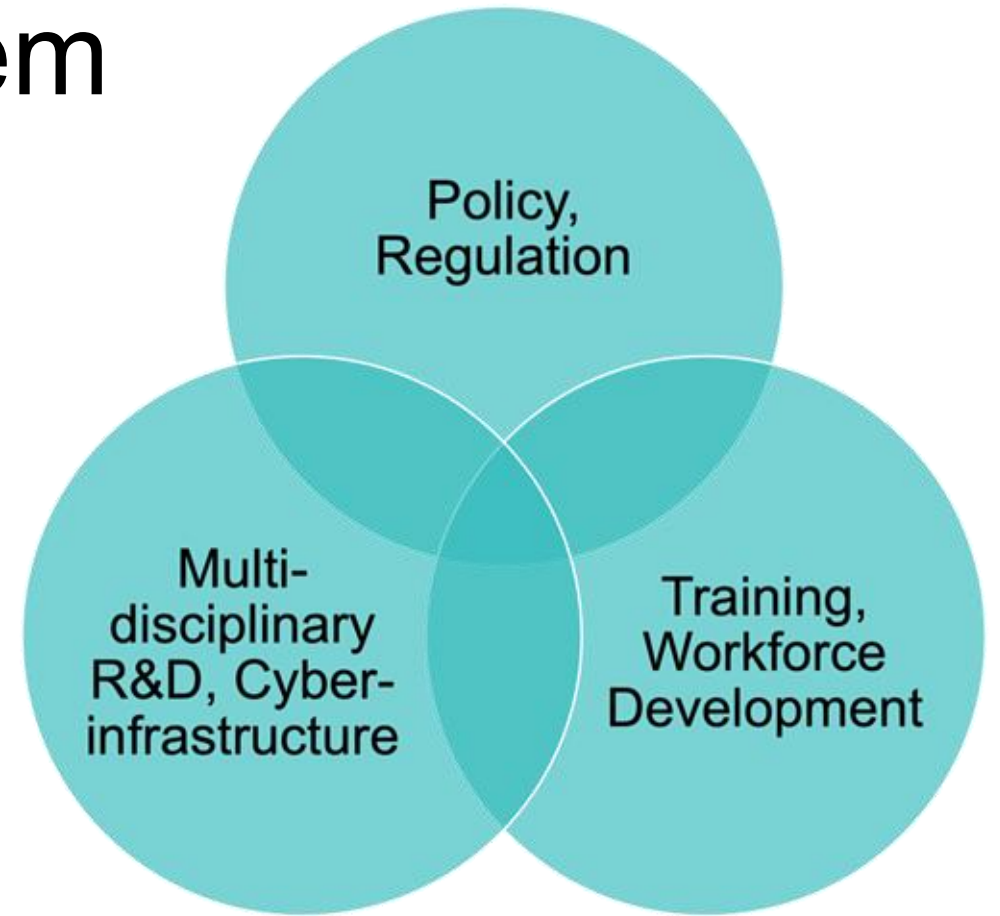 em
Policy,
Regulation
Multi-
disciplinary
R&D, Cyber-
infrastructure
Training,
Workforce
Development